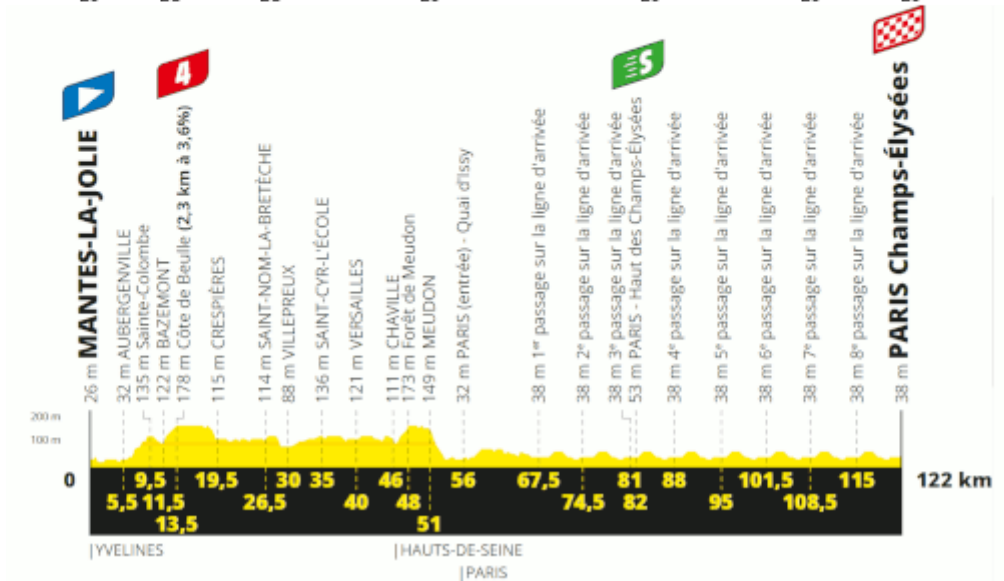 4
S
26 m MANTES-LA-JOLIE
32 m AUBERGENVILLE
135 m Sainte-Colombe
122 m BAZEMONT
178 m Côte de Beulle (2,3 km à 3,6%)
115 m CRESPIÈRES
114 m SAINT-NOM-LA-BRETÈCHE
88 m VILLEPREUX
136 m SAINT-CYR-L'ÉCOLE
121 m VERSAILLES
111 m CHAVILLE
173 m Forêt de Meudon
149 m MEUDON
32 m PARIS (entrée) - Quai d'Issy
38 m 1er passage sur la ligne d'arrivée
38 m 2e passage sur la ligne d'arrivée
38 m 3e passage sur la ligne d'arrivée
53 m PARIS - Haut des Champs-Élysées
38 m 4e passage sur la ligne d'arrivée
38 m 5e passage sur la ligne d'arrivée
38 m 6e passage sur la ligne d'arrivée
38 m 7e passage sur la ligne d'arrivée
38 m 8e passage sur la ligne d'arrivée
38 m PARIS Champs-Élysées
200 m
100 m
0 9,5 19,5 30 35 46 56 67,5 81 88 101,5 115 122 km
5,5 11,5 26,5 40 48 74,5 82 95 108,5
13,5 51
|YVELINES |HAUTS-DE-SEINE
|PARIS